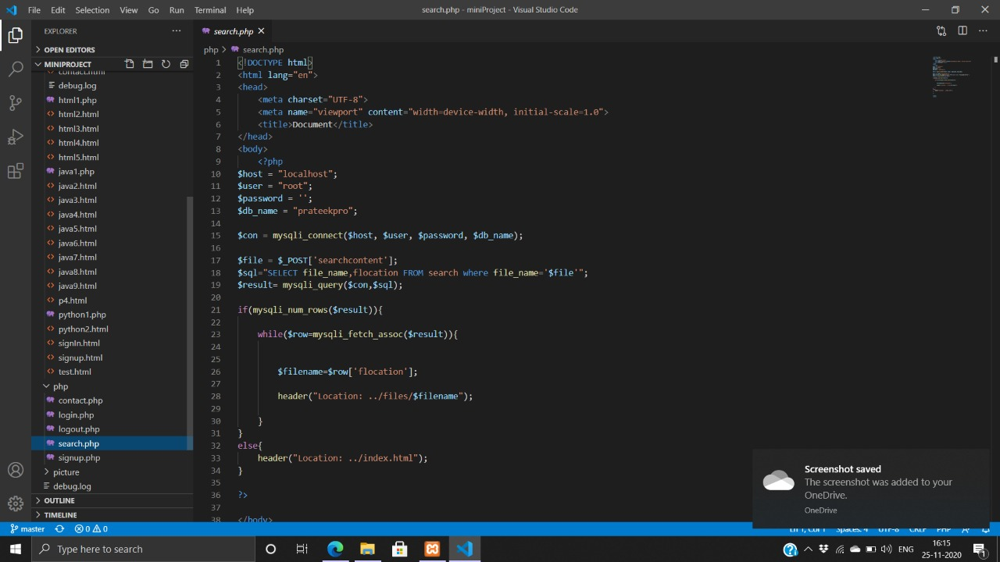 File Edit Selection View Go Run Terminal Help
search.php - miniProject - Visual Studio Code
EXPLORER
OPEN EDITORS
MINIPROJECT
contact.html
debug.log
html1.php
html2.html
html3.html
html4.html
html5.html
java1.php
java2.html
java3.html
java4.html
java5.html
java6.html
java7.html
java8.html
java9.html
p4.html
python1.php
python2.html
signIn.html
signup.html
test.html
php
contact.php
login.php
logout.php
search.php
signup.php
picture
debug.log
OUTLINE
TIMELINE
search.php
php > search.php
1 <!DOCTYPE html>
2 <html lang="en">
3 <head>
4 <meta charset="UTF-8">
5 <meta name="viewport" content="width=device-width, initial-scale=1.0">
6 <title>Document</title>
7 </head>
8 <body>
9 <?php
10 $host = "localhost";
11 $user = "root";
12 $password = '';
13 $db_name = "prateekpro";
14
15 $con = mysqli_connect($host, $user, $password, $db_name);
16
17 $file = $_POST['searchcontent'];
18 $sql="SELECT file_name,flocation FROM search where file_name='$file'";
19 $result= mysqli_query($con,$sql);
20
21 if(mysqli_num_rows($result)){
22
23 while($row=mysqli_fetch_assoc($result)){
24
25
26 $filename=$row['flocation'];
27
28 header("Location: ../files/$filename");
29
30 }
31 }
32 else{
33 header("Location: ../index.html");
34 }
35
36 ?>
37
38 </body>
Screenshot saved
The screenshot was added to your
OneDrive.
OneDrive
master 0 0
Ln 1, Col 1 Spaces: 4 UTF-8 CRLF PHP
Type here to search
ENG
16:15
25-11-2020
1